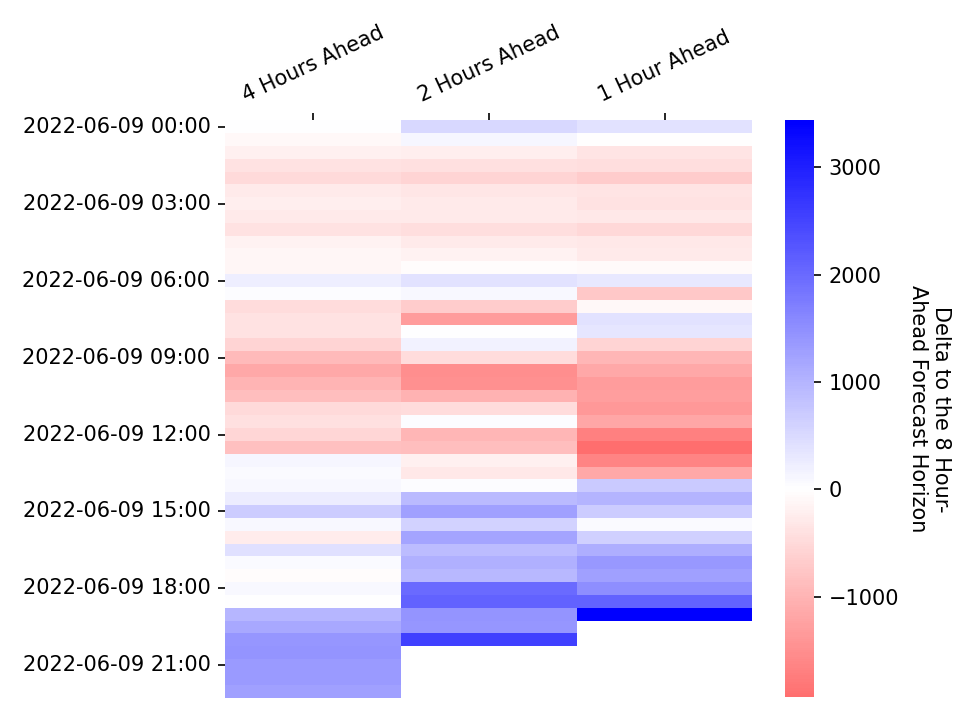 4 Hours Ahead
2 Hours Ahead
1 Hour Ahead
2022-06-09 00:00
2022-06-09 03:00
2022-06-09 06:00
2022-06-09 09:00
2022-06-09 12:00
2022-06-09 15:00
2022-06-09 18:00
2022-06-09 21:00
3000
2000
1000
0
−1000
Delta to the 8 Hour-
Ahead Forecast Horizon